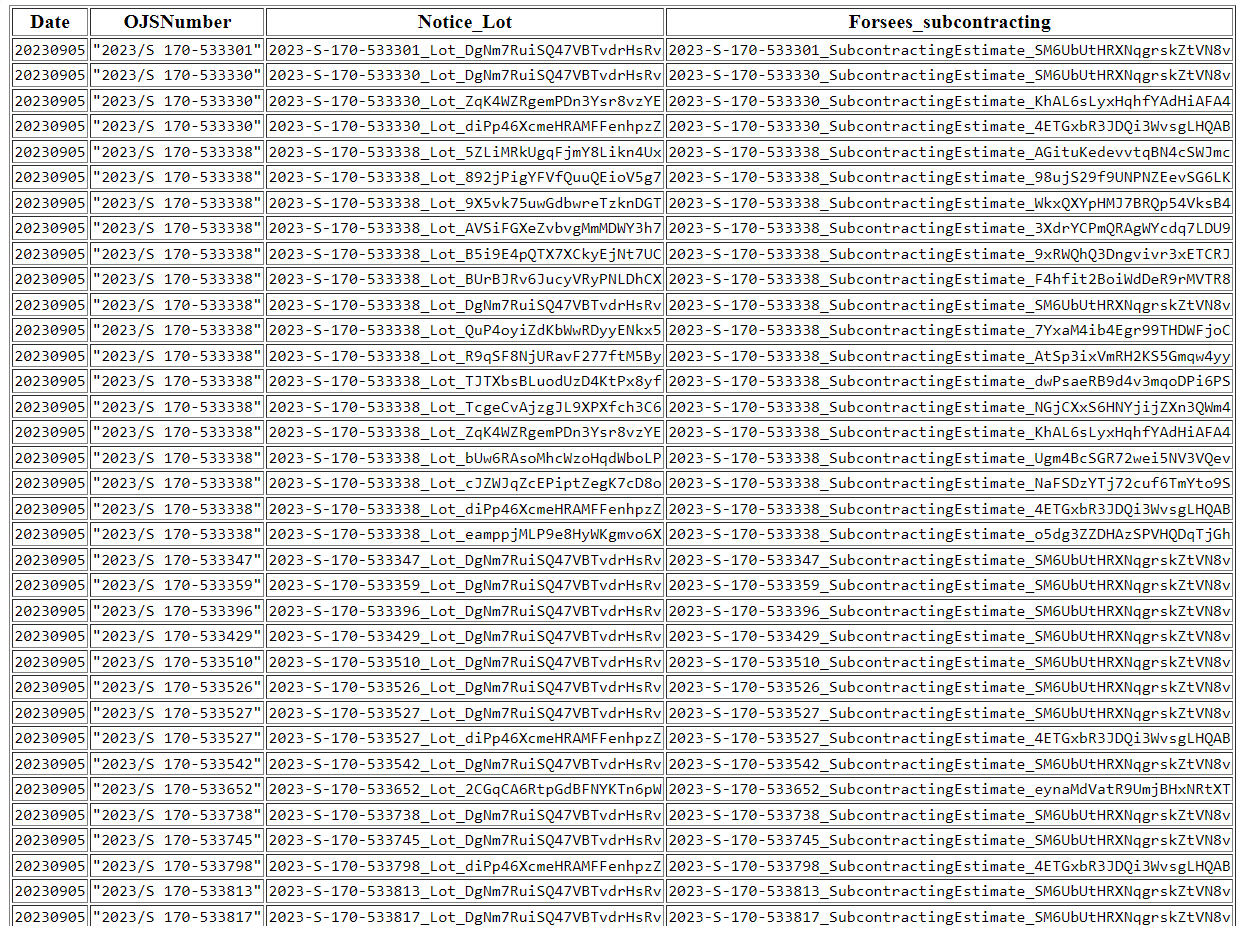 Date OJSNumber Notice_Lot Forsees_subcontracting
20230905 "2023/S 170-533301" 2023-S-170-533301_Lot_DgNm7RuiSQ47VBTvdrHsRv 2023-S-170-533301_SubcontractingEstimate_SM6UbUtHRXNqgrskZtVN8v
20230905 "2023/S 170-533330" 2023-S-170-533330_Lot_DgNm7RuiSQ47VBTvdrHsRv 2023-S-170-533330_SubcontractingEstimate_SM6UbUtHRXNqgrskZtVN8v
20230905 "2023/S 170-533330" 2023-S-170-533330_Lot_ZqK4WZRgemPDn3Ysr8vzYE 2023-S-170-533330_SubcontractingEstimate_KhAL6sLyxHqhfYAdHiAFA4
20230905 "2023/S 170-533330" 2023-S-170-533330_Lot_diPp46XcmeHRAMFFenhpzZ 2023-S-170-533330_SubcontractingEstimate_4ETGxbR3JDQi3WvsgLHQAB
20230905 "2023/S 170-533338" 2023-S-170-533338_Lot_5ZLiMRkUgqFjmY8Likn4Ux 2023-S-170-533338_SubcontractingEstimate_AGituKedevvtqBN4cSWJmc
20230905 "2023/S 170-533338" 2023-S-170-533338_Lot_892jPigYFVfQuuQEioV5g7 2023-S-170-533338_SubcontractingEstimate_98ujS29f9UNPNZEevSG6LK
20230905 "2023/S 170-533338" 2023-S-170-533338_Lot_9X5vk75uwGdbwreTzknDGT 2023-S-170-533338_SubcontractingEstimate_WkxQXYpHMJ7BRQp54VksB4
20230905 "2023/S 170-533338" 2023-S-170-533338_Lot_AVSiFGXeZvbvgMmMDWY3h7 2023-S-170-533338_SubcontractingEstimate_3XdrYCPmQRAgWYcdq7LDU9
20230905 "2023/S 170-533338" 2023-S-170-533338_Lot_B5i9E4pQTX7XCkyEjNt7UC 2023-S-170-533338_SubcontractingEstimate_9xRWQhQ3Dngvivr3xETCRJ
20230905 "2023/S 170-533338" 2023-S-170-533338_Lot_BUrBJRv6JucyVRyPNLDhCX 2023-S-170-533338_SubcontractingEstimate_F4hfit2BoiWdDeR9rMVTR8
20230905 "2023/S 170-533338" 2023-S-170-533338_Lot_DgNm7RuiSQ47VBTvdrHsRv 2023-S-170-533338_SubcontractingEstimate_SM6UbUtHRXNqgrskZtVN8v
20230905 "2023/S 170-533338" 2023-S-170-533338_Lot_QuP4oyiZdKbWwRDyyENkx5 2023-S-170-533338_SubcontractingEstimate_7YxaM4ib4Egr99THDWFjoC
20230905 "2023/S 170-533338" 2023-S-170-533338_Lot_R9qSF8NjURavF277ftM5By 2023-S-170-533338_SubcontractingEstimate_AtSp3ixVmRH2KS5Gmqw4yy
20230905 "2023/S 170-533338" 2023-S-170-533338_Lot_TJTXbsBLuodUzD4KtPx8yf 2023-S-170-533338_SubcontractingEstimate_dwPsaeRB9d4v3mqoDPi6PS
20230905 "2023/S 170-533338" 2023-S-170-533338_Lot_TcgeCvAjzgJL9XPXfch3C6 2023-S-170-533338_SubcontractingEstimate_NGjCXxS6HNYjijZXn3QWm4
20230905 "2023/S 170-533338" 2023-S-170-533338_Lot_ZqK4WZRgemPDn3Ysr8vzYE 2023-S-170-533338_SubcontractingEstimate_KhAL6sLyxHqhfYAdHiAFA4
20230905 "2023/S 170-533338" 2023-S-170-533338_Lot_bUw6RAsoMhcWzoHqdWboLP 2023-S-170-533338_SubcontractingEstimate_Ugm4BcSGR72wei5NV3VQev
20230905 "2023/S 170-533338" 2023-S-170-533338_Lot_cJZWJqZcEPiptZegK7cD8o 2023-S-170-533338_SubcontractingEstimate_NaFSDzYTj72cuf6TmYto9S
20230905 "2023/S 170-533338" 2023-S-170-533338_Lot_diPp46XcmeHRAMFFenhpzZ 2023-S-170-533338_SubcontractingEstimate_4ETGxbR3JDQi3WvsgLHQAB
20230905 "2023/S 170-533338" 2023-S-170-533338_Lot_eamppjMLP9e8HyWKgmvo6X 2023-S-170-533338_SubcontractingEstimate_o5dg3ZZDHAzSPVHQDqTjGh
20230905 "2023/S 170-533347" 2023-S-170-533347_Lot_DgNm7RuiSQ47VBTvdrHsRv 2023-S-170-533347_SubcontractingEstimate_SM6UbUtHRXNqgrskZtVN8v
20230905 "2023/S 170-533359" 2023-S-170-533359_Lot_DgNm7RuiSQ47VBTvdrHsRv 2023-S-170-533359_SubcontractingEstimate_SM6UbUtHRXNqgrskZtVN8v
20230905 "2023/S 170-533396" 2023-S-170-533396_Lot_DgNm7RuiSQ47VBTvdrHsRv 2023-S-170-533396_SubcontractingEstimate_SM6UbUtHRXNqgrskZtVN8v
20230905 "2023/S 170-533429" 2023-S-170-533429_Lot_DgNm7RuiSQ47VBTvdrHsRv 2023-S-170-533429_SubcontractingEstimate_SM6UbUtHRXNqgrskZtVN8v
20230905 "2023/S 170-533510" 2023-S-170-533510_Lot_DgNm7RuiSQ47VBTvdrHsRv 2023-S-170-533510_SubcontractingEstimate_SM6UbUtHRXNqgrskZtVN8v
20230905 "2023/S 170-533526" 2023-S-170-533526_Lot_DgNm7RuiSQ47VBTvdrHsRv 2023-S-170-533526_SubcontractingEstimate_SM6UbUtHRXNqgrskZtVN8v
20230905 "2023/S 170-533527" 2023-S-170-533527_Lot_DgNm7RuiSQ47VBTvdrHsRv 2023-S-170-533527_SubcontractingEstimate_SM6UbUtHRXNqgrskZtVN8v
20230905 "2023/S 170-533527" 2023-S-170-533527_Lot_diPp46XcmeHRAMFFenhpzZ 2023-S-170-533527_SubcontractingEstimate_4ETGxbR3JDQi3WvsgLHQAB
20230905 "2023/S 170-533542" 2023-S-170-533542_Lot_DgNm7RuiSQ47VBTvdrHsRv 2023-S-170-533542_SubcontractingEstimate_SM6UbUtHRXNqgrskZtVN8v
20230905 "2023/S 170-533652" 2023-S-170-533652_Lot_2CGqCA6RtpGdBFNYKTn6pW 2023-S-170-533652_SubcontractingEstimate_eynaMdVatR9UmjBHxNRtXT
20230905 "2023/S 170-533738" 2023-S-170-533738_Lot_DgNm7RuiSQ47VBTvdrHsRv 2023-S-170-533738_SubcontractingEstimate_SM6UbUtHRXNqgrskZtVN8v
20230905 "2023/S 170-533745" 2023-S-170-533745_Lot_DgNm7RuiSQ47VBTvdrHsRv 2023-S-170-533745_SubcontractingEstimate_SM6UbUtHRXNqgrskZtVN8v
20230905 "2023/S 170-533798" 2023-S-170-533798_Lot_diPp46XcmeHRAMFFenhpzZ 2023-S-170-533798_SubcontractingEstimate_4ETGxbR3JDQi3WvsgLHQAB
20230905 "2023/S 170-533813" 2023-S-170-533813_Lot_DgNm7RuiSQ47VBTvdrHsRv 2023-S-170-533813_SubcontractingEstimate_SM6UbUtHRXNqgrskZtVN8v
20230905 "2023/S 170-533817" 2023-S-170-533817_Lot_DgNm7RuiSQ47VBTvdrHsRv 2023-S-170-533817_SubcontractingEstimate_SM6UbUtHRXNqgrskZtVN8v